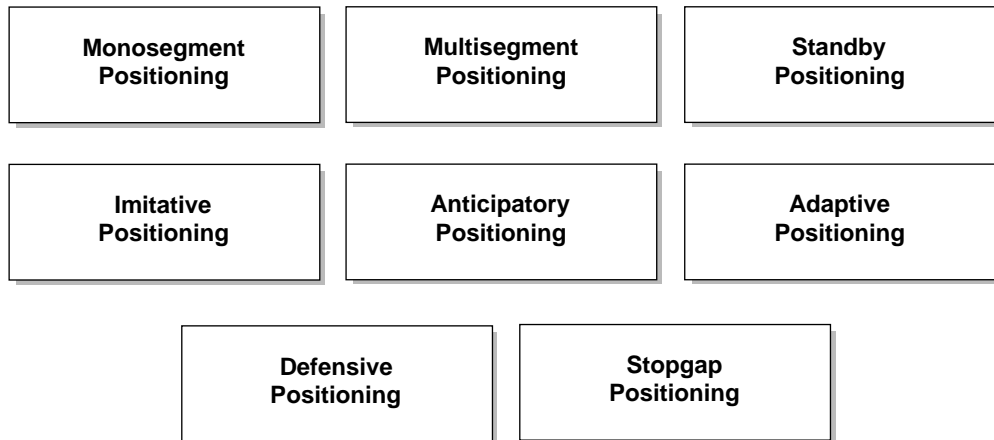 Monosegment
Positioning
Multisegment
Positioning
Standby
Positioning
Imitative
Positioning
Anticipatory
Positioning
Adaptive
Positioning
Defensive
Positioning
Stopgap
Positioning